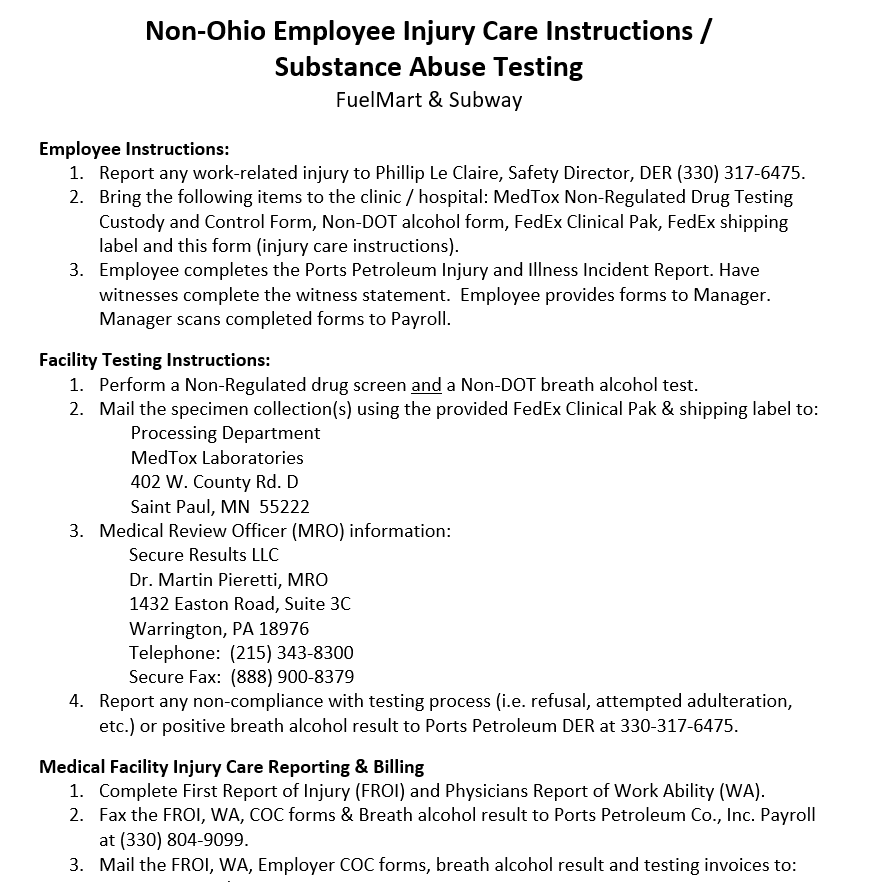 Non-Ohio Employee Injury Care Instructions /
Substance Abuse Testing
FuelMart & Subway
Employee Instructions:
1. Report any work-related injury to Phillip Le Claire, Safety Director, DER (330) 317-6475.
2. Bring the following items to the clinic / hospital: MedTox Non-Regulated Drug Testing
Custody and Control Form, Non-DOT alcohol form, FedEx Clinical Pak, FedEx shipping
label and this form (injury care instructions).
3. Employee completes the Ports Petroleum Injury and Illness Incident Report. Have
witnesses complete the witness statement.  Employee provides forms to Manager.
Manager scans completed forms to Payroll.
Facility Testing Instructions:
1. Perform a Non-Regulated drug screen and a Non-DOT breath alcohol test.
2. Mail the specimen collection(s) using the provided FedEx Clinical Pak & shipping label to:
Processing Department
MedTox Laboratories
402 W. County Rd. D
Saint Paul, MN  55222
3. Medical Review Officer (MRO) information:
Secure Results LLC
Dr. Martin Pieretti, MRO
1432 Easton Road, Suite 3C
Warrington, PA 18976
Telephone:  (215) 343-8300
Secure Fax:  (888) 900-8379
4. Report any non-compliance with testing process (i.e. refusal, attempted adulteration,
etc.) or positive breath alcohol result to Ports Petroleum DER at 330-317-6475.
Medical Facility Injury Care Reporting & Billing
1. Complete First Report of Injury (FROI) and Physicians Report of Work Ability (WA).
2. Fax the FROI, WA, COC forms & Breath alcohol result to Ports Petroleum Co., Inc. Payroll
at (330) 804-9099.
3. Mail the FROI, WA, Employer COC forms, breath alcohol result and testing invoices to: